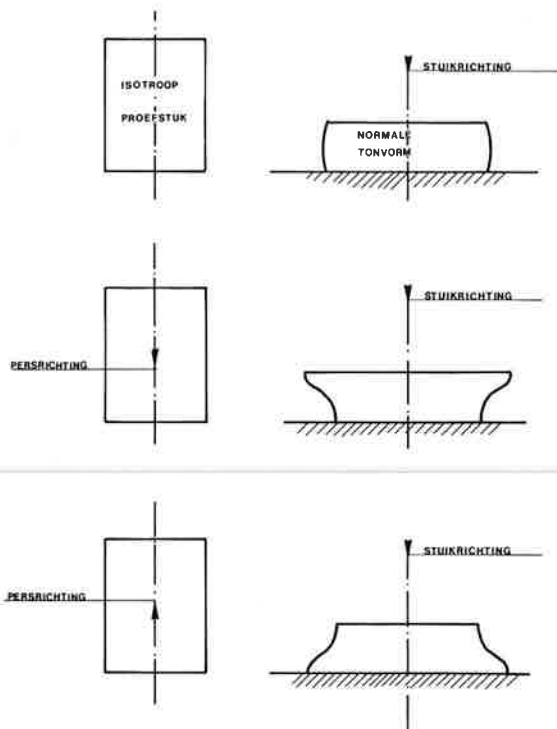 ISOTROOP
PROEFSTUK
STUIKRICHTING
NORMALE
TONVORM
STUIKRICHTING
PERSRICHTING
STUIKRICHTING
PERSRICHTING